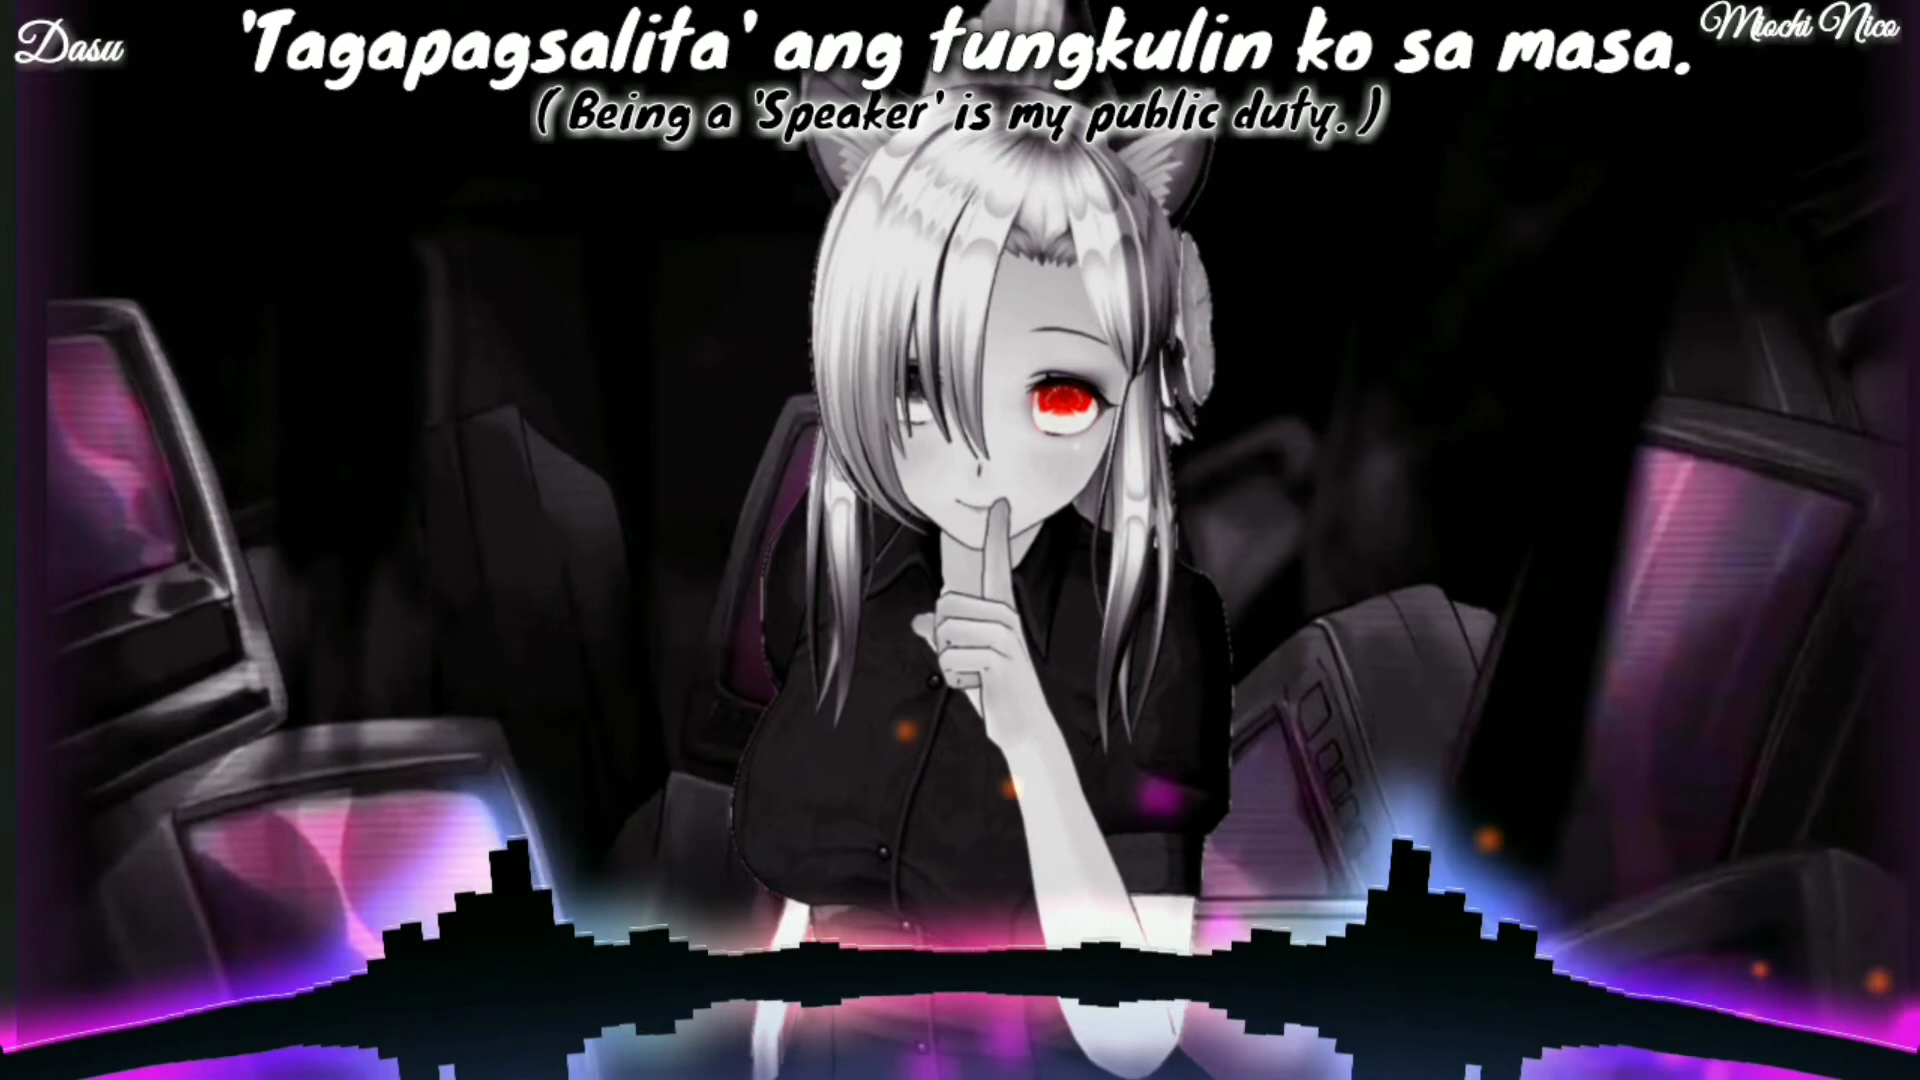 Dasu
'Tagapagsalita' ang tungkulin ko sa masa.
Miochi Nico
( Being a 'Speaker' is my public duty. )